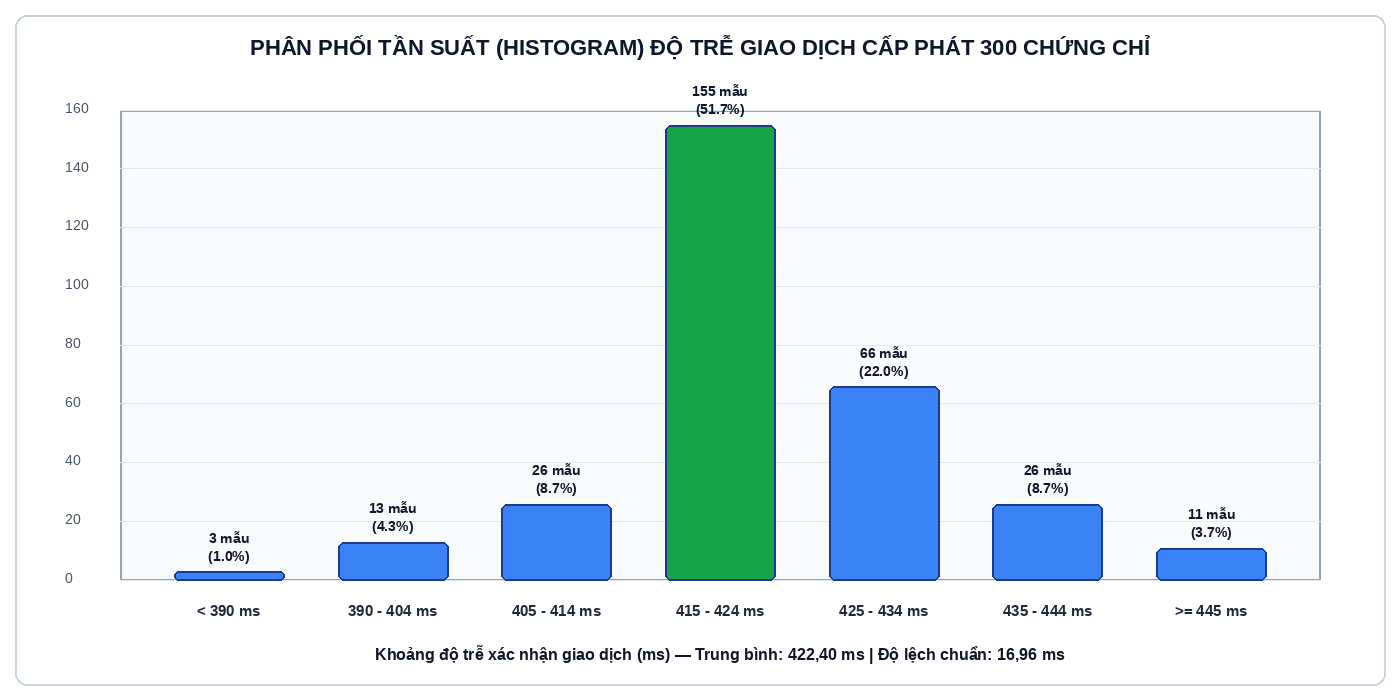 PHÂN PHỐI TẦN SUẤT (HISTOGRAM) ĐỘ TRỄ GIAO DỊCH CẤP PHÁT 300 CHỨNG CHỈ
160
140
120
100
80
60
40
20
0
3 mẫu
(1.0%)
13 mẫu
(4.3%)
26 mẫu
(8.7%)
155 mẫu
(51.7%)
66 mẫu
(22.0%)
26 mẫu
(8.7%)
11 mẫu
(3.7%)
< 390 ms
390 - 404 ms
405 - 414 ms
415 - 424 ms
425 - 434 ms
435 - 444 ms
>= 445 ms
Khoảng độ trễ xác nhận giao dịch (ms) — Trung bình: 422,40 ms | Độ lệch chuẩn: 16,96 ms